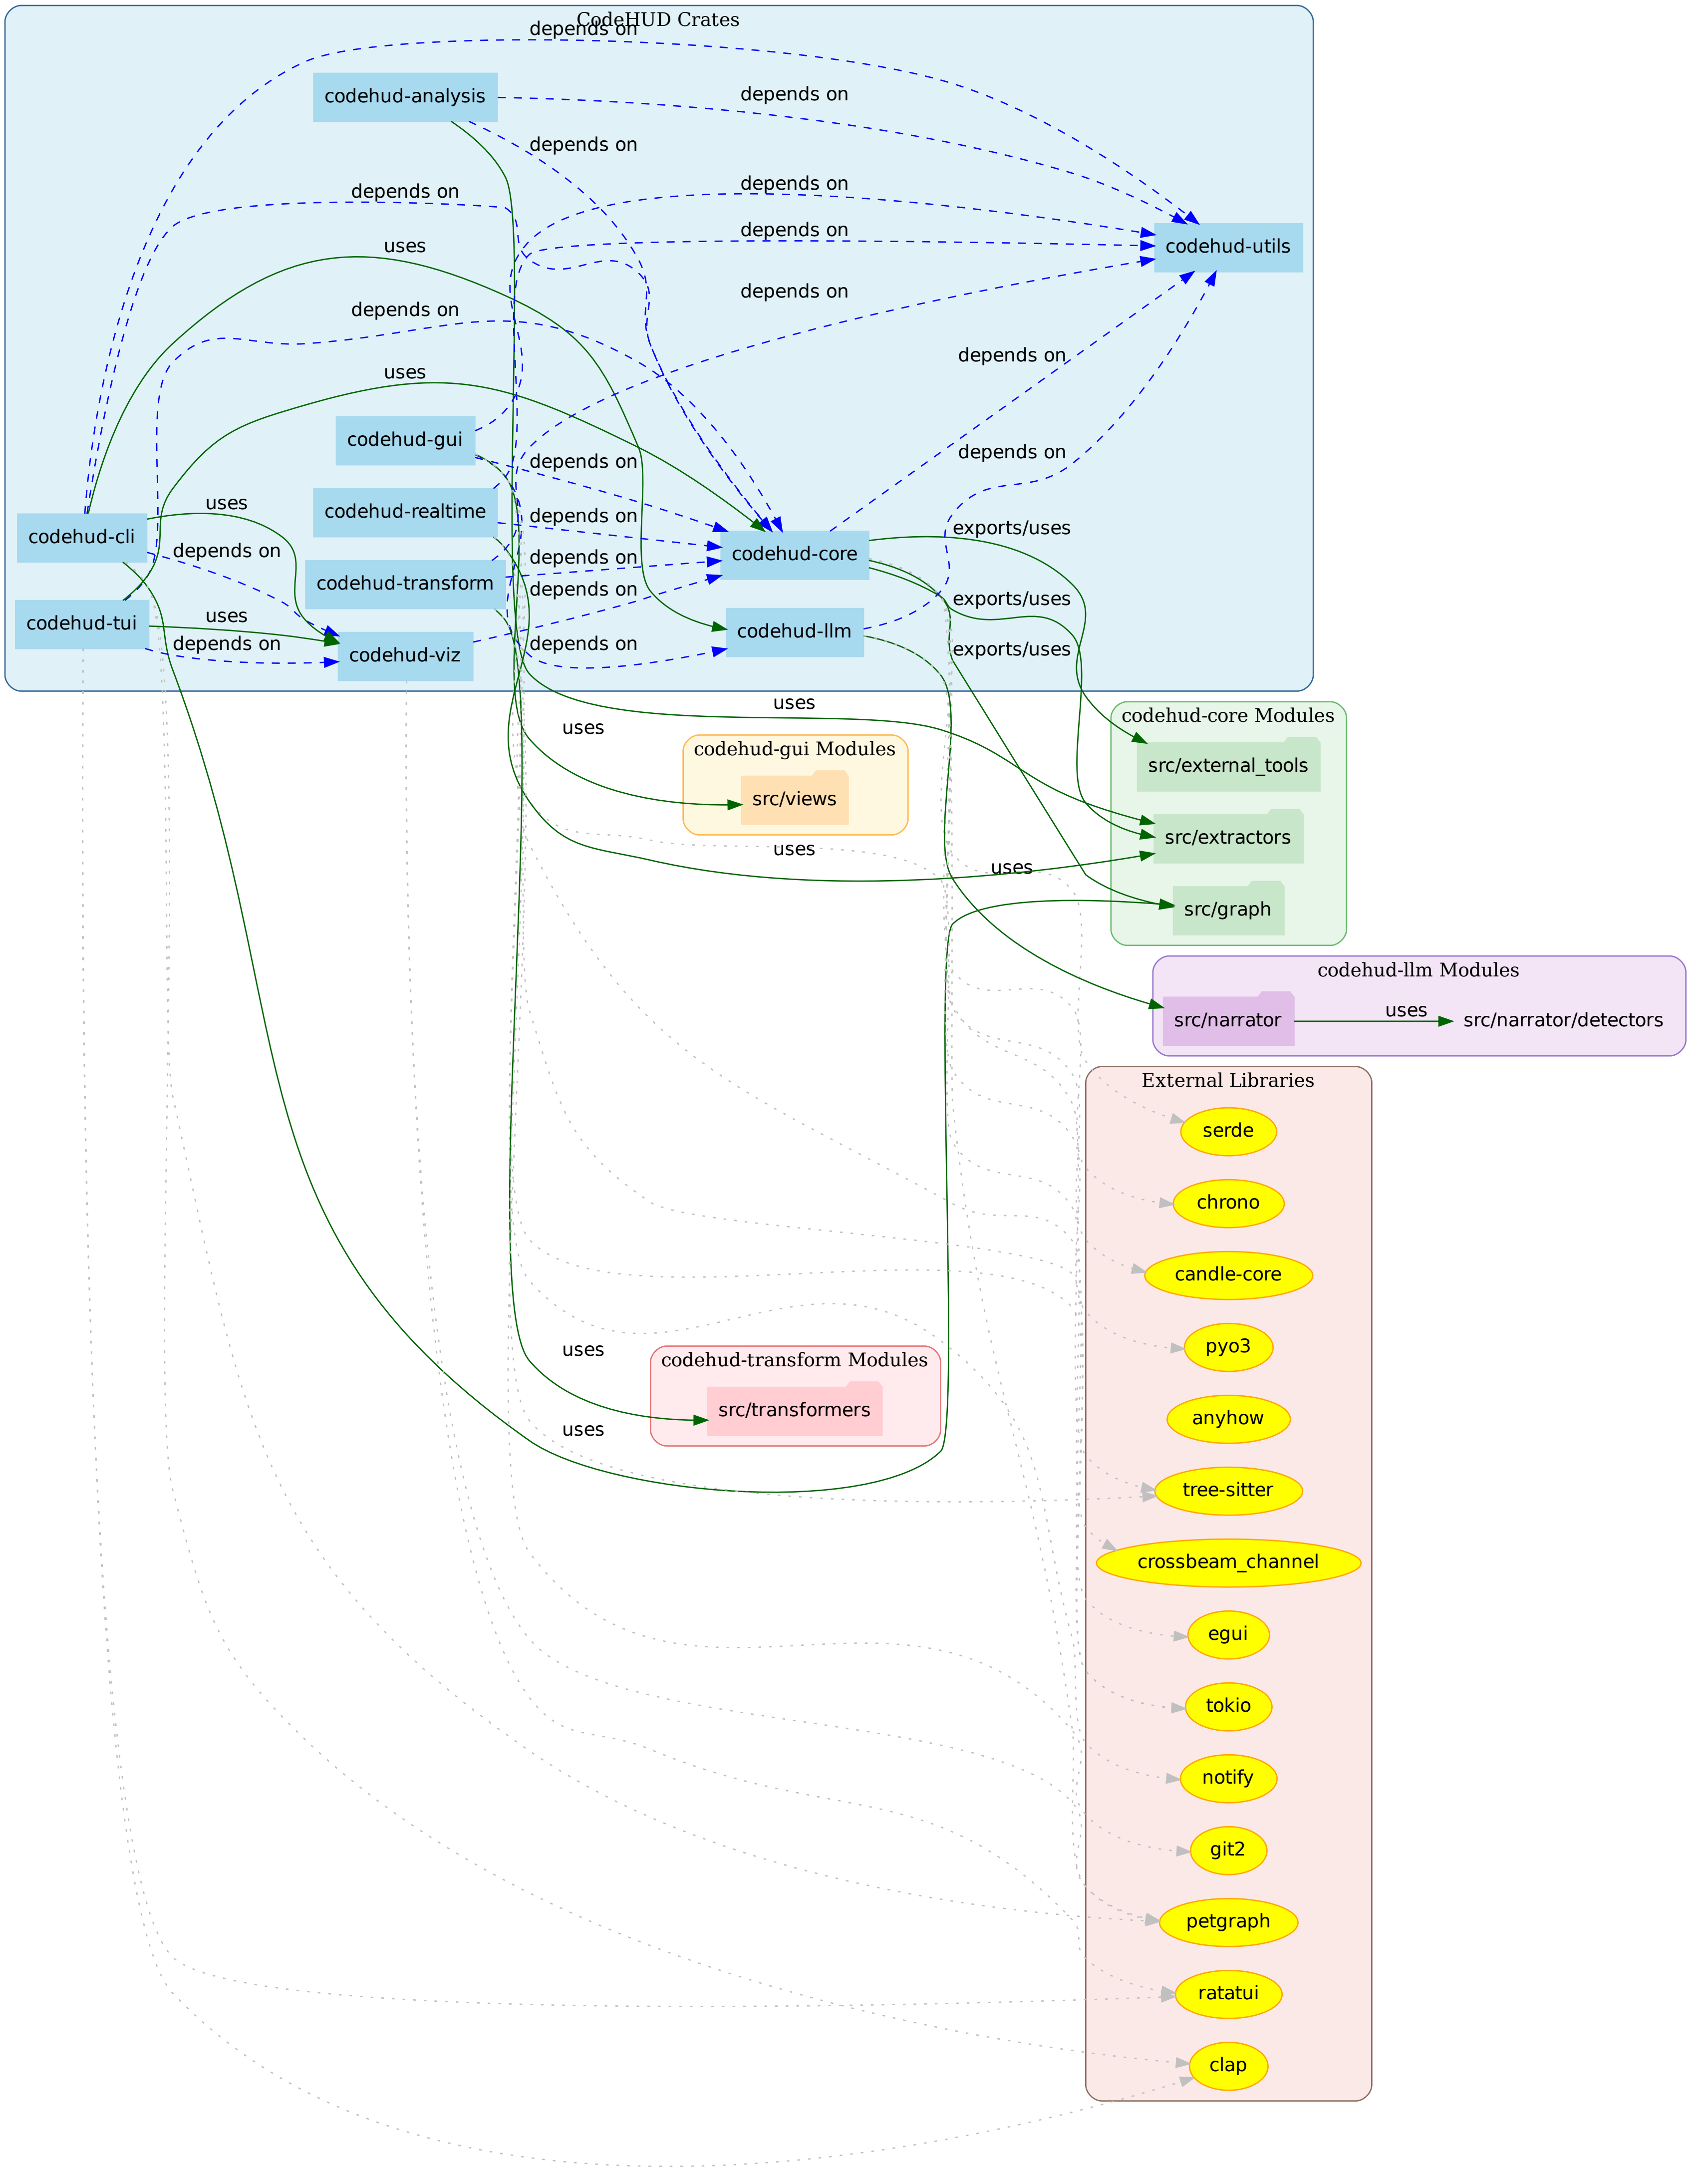 CodeHUD Crates
depends on
codehud-analysis
depends on
depends on
depends on
depends on
depends on
uses
codehud-utils
depends on
depends on
depends on
uses
codehud-gui
depends on
depends on
codehud-realtime
uses
depends on
codehud-cli
exports/uses
depends on
codehud-core
depends on
codehud-transform
depends on
exports/uses
codehud-tui
uses
codehud-llm
depends on
depends on
exports/uses
codehud-viz
uses
codehud-core Modules
uses
codehud-gui Modules
src/external_tools
src/views
src/extractors
uses
uses
src/graph
codehud-llm Modules
src/narrator
uses
src/narrator/detectors
External Libraries
serde
chrono
candle-core
pyo3
uses
codehud-transform Modules
src/transformers
anyhow
uses
tree-sitter
crossbeam_channel
egui
tokio
notify
git2
petgraph
ratatui
clap